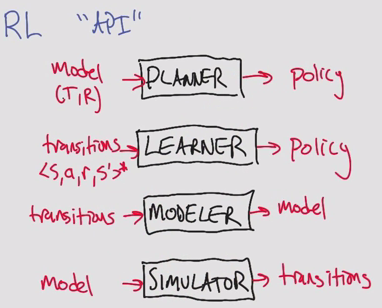 RL "API"
model → PLANNER → policy
(T,R)
transitions → LEARNER → policy
<s,a,r,s'>*
transitions → MODELER → model
model → SIMULATOR → transitions